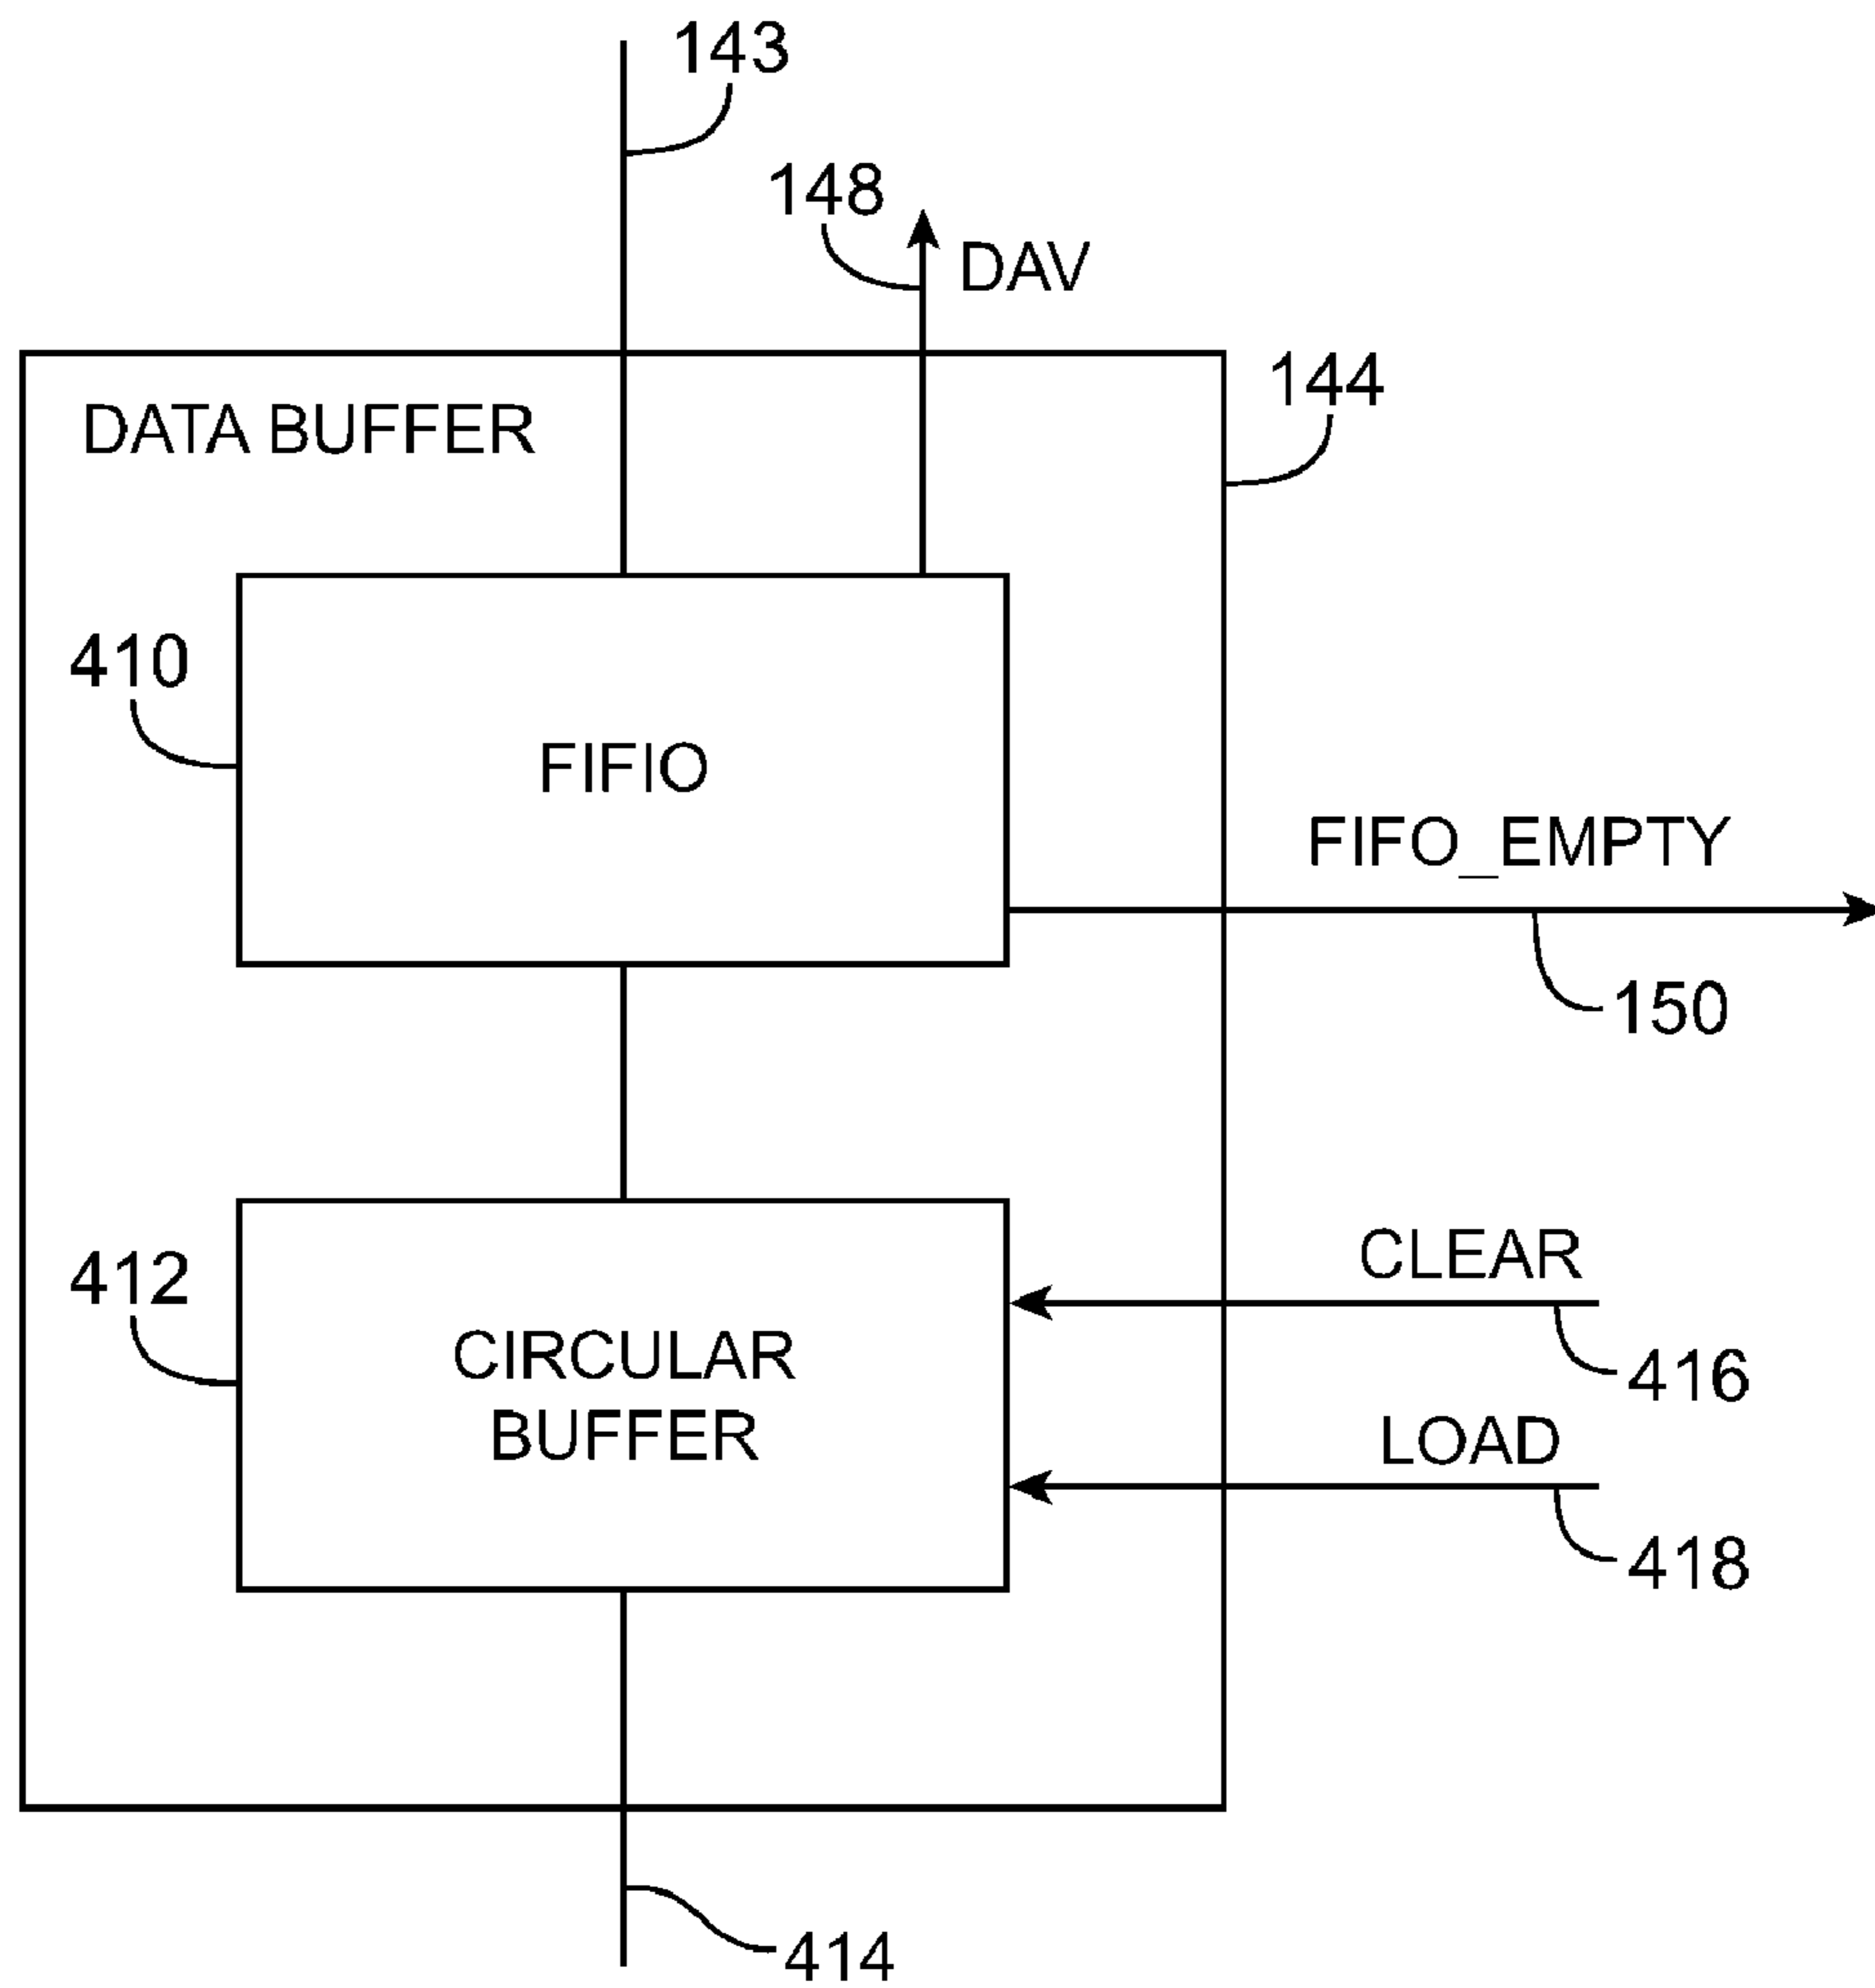 143
148
DAV
144
DATA BUFFER
410
FIFIO
FIFO_EMPTY
150
CLEAR
412
CIRCULAR
BUFFER
416
LOAD
418
414